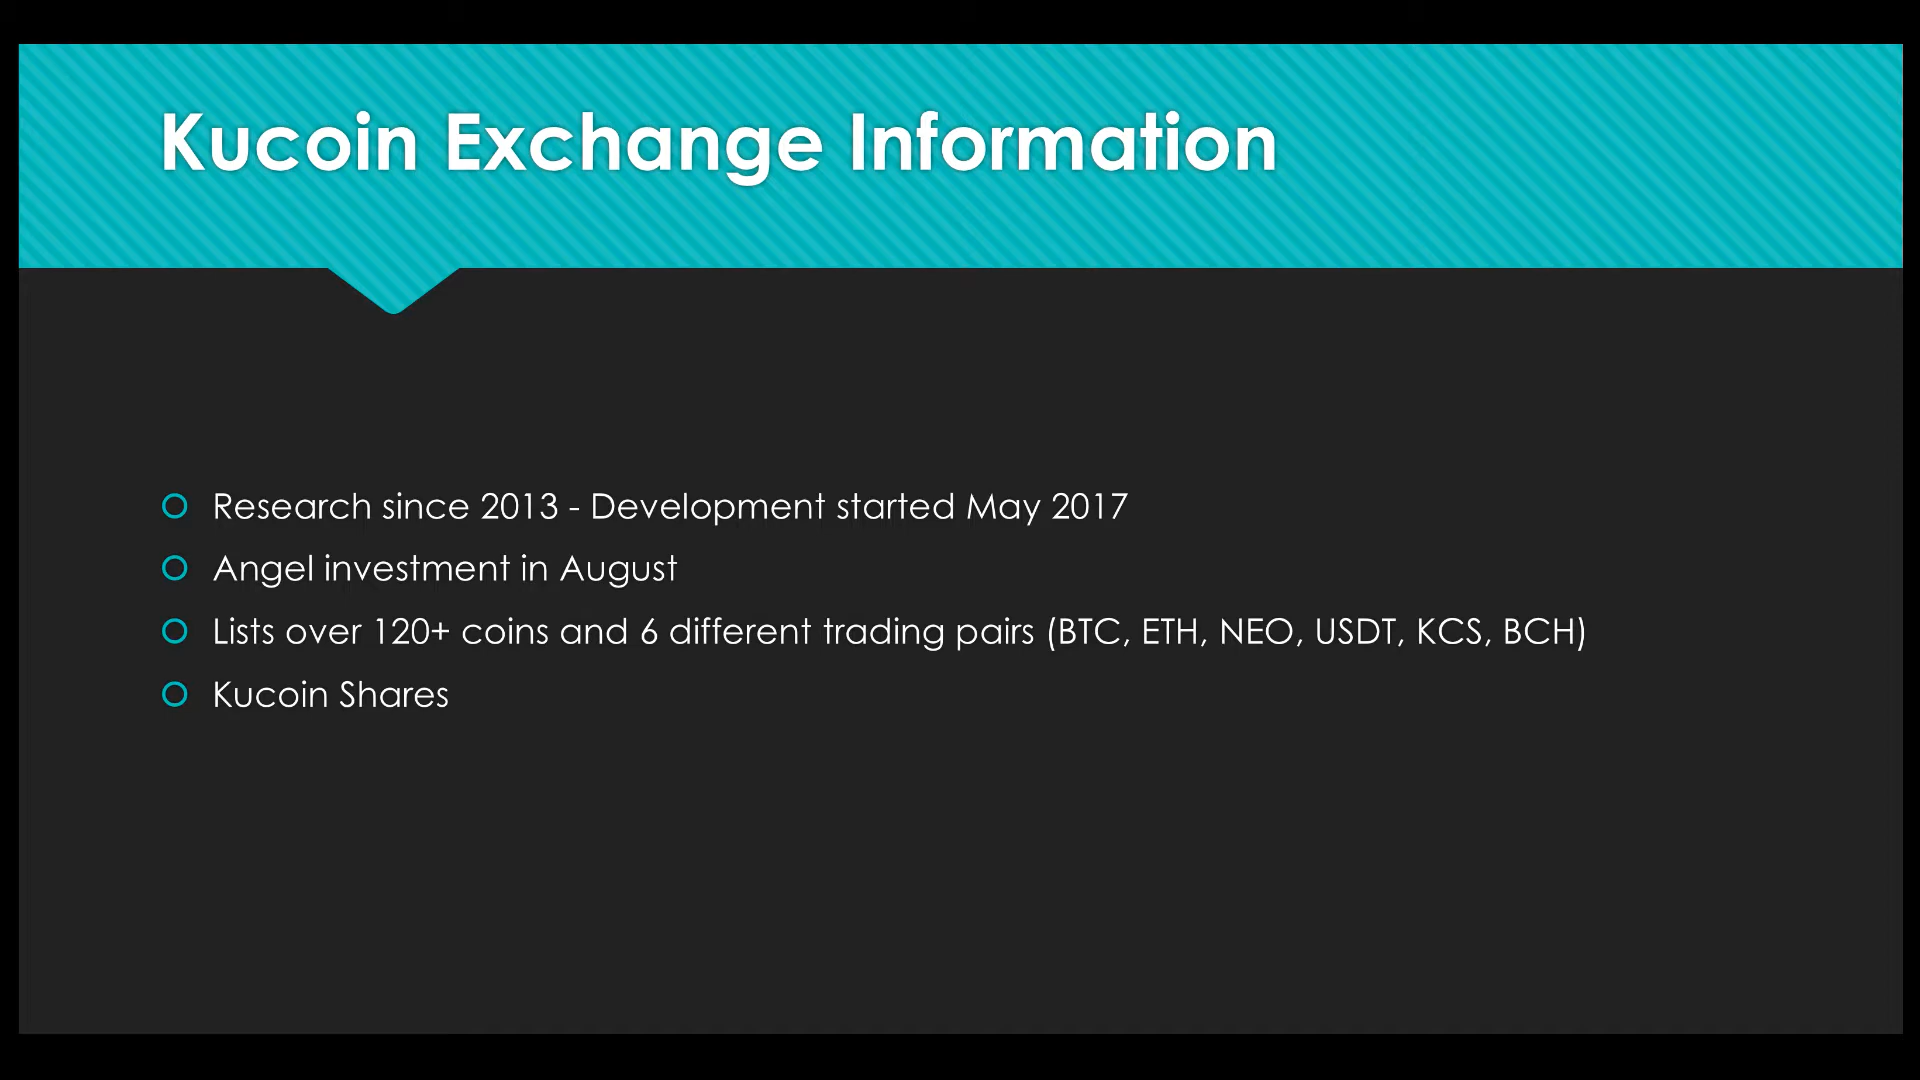 Kucoin Exchange Information
Research since 2013 - Development started May 2017
Angel investment in August
Lists over 120+ coins and 6 different trading pairs (BTC, ETH, NEO, USDT, KCS, BCH)
Kucoin Shares